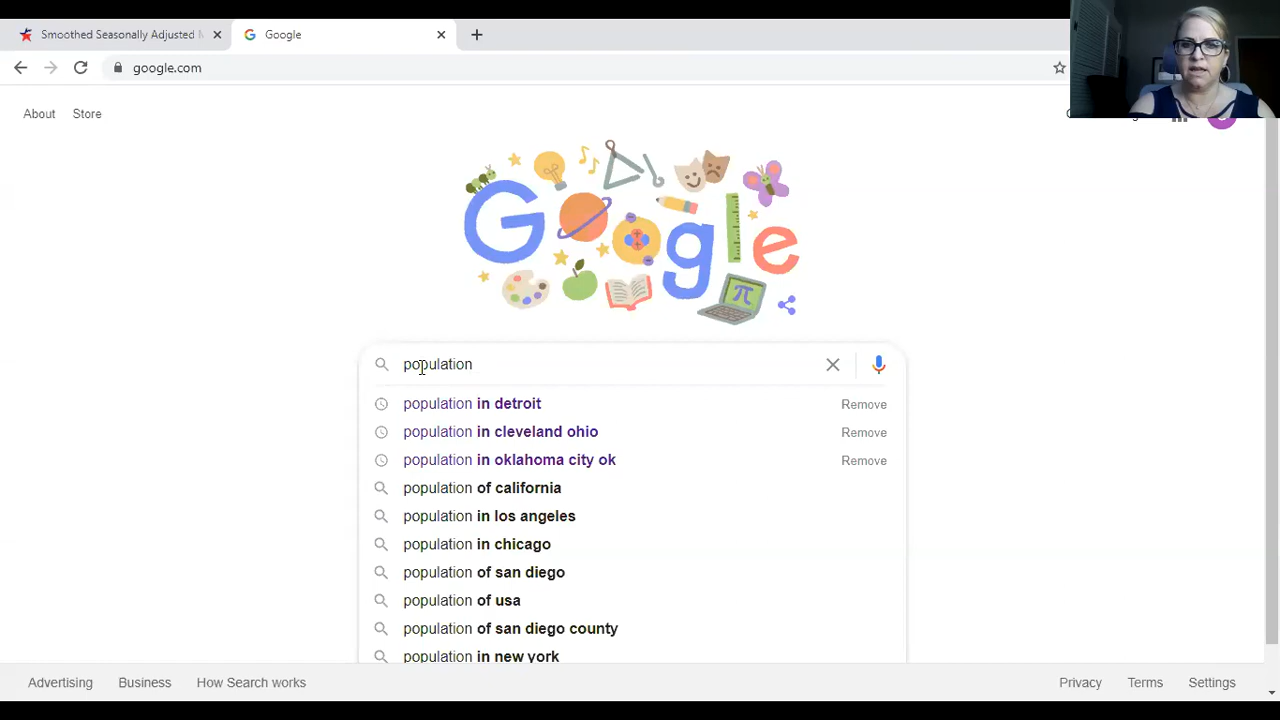 Smoothed Seasonally Adjusted
Google
google.com
About Store
Google
π
population
population in detroit Remove
population in cleveland ohio Remove
population in oklahoma city ok Remove
population of california
population in los angeles
population in chicago
population of san diego
population of usa
population of san diego county
population in new york
Advertising Business How Search works Privacy Terms Settings